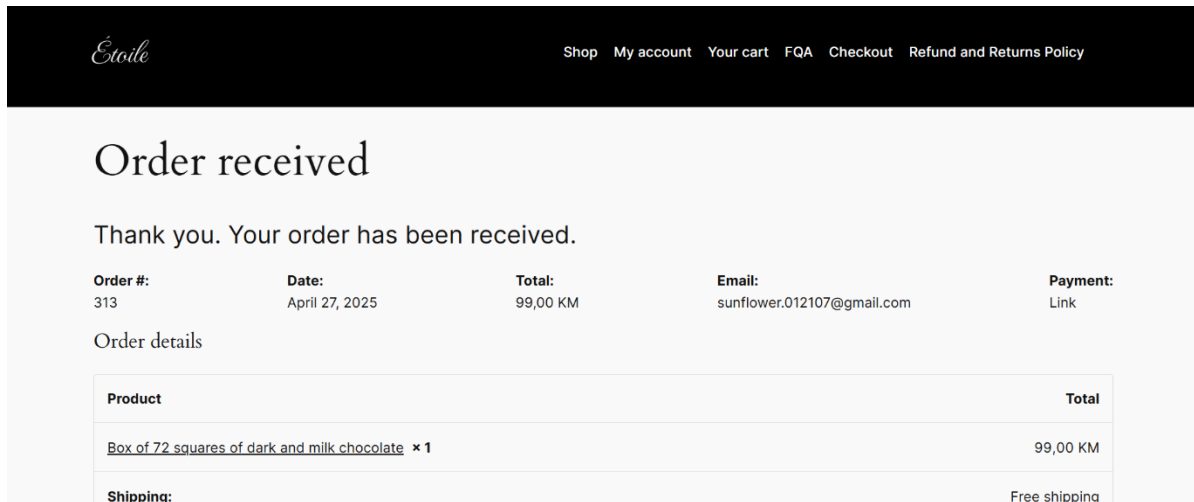 Étoile
Shop My account Your cart FQA Checkout Refund and Returns Policy
Order received
Thank you. Your order has been received.
Order #: Date: Total: Email: Payment:
313 April 27, 2025 99,00 KM sunflower.012107@gmail.com Link
Order details
Product Total
Box of 72 squares of dark and milk chocolate × 1 99,00 KM
Shipping: Free shipping